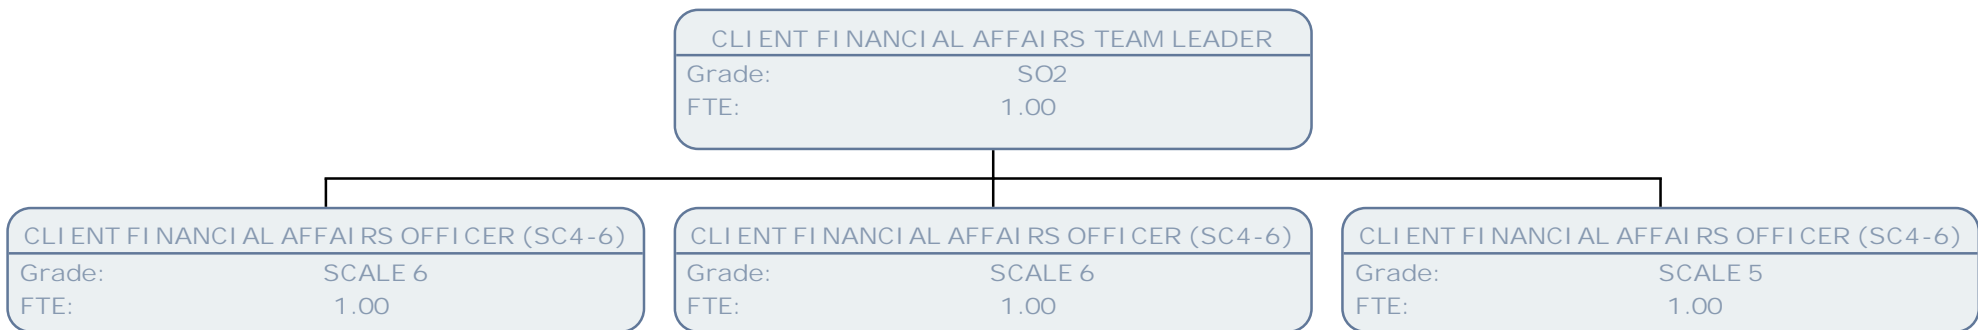 CLIENT FINANCIAL AFFAIRS TEAM LEADER
Grade: SO2
FTE: 1.00
CLIENT FINANCIAL AFFAIRS OFFICER (SC4-6)
Grade: SCALE 6
FTE: 1.00
CLIENT FINANCIAL AFFAIRS OFFICER (SC4-6)
Grade: SCALE 6
FTE: 1.00
CLIENT FINANCIAL AFFAIRS OFFICER (SC4-6)
Grade: SCALE 5
FTE: 1.00